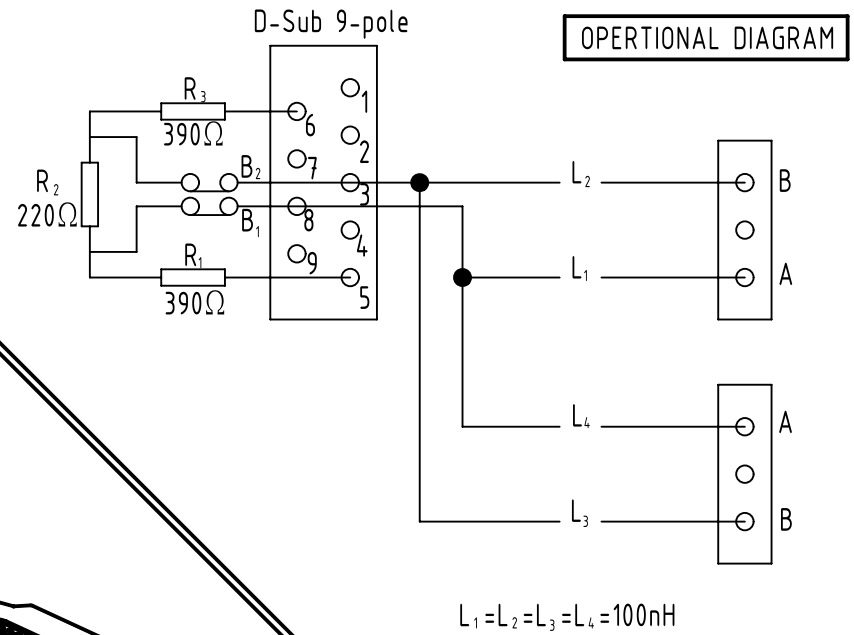 D-Sub 9-pole
OPERTIONAL DIAGRAM
R₃
390Ω
1
6
2
7
B₂
3
R₂
220Ω
B₁
8
4
R₁
390Ω
9
5
L₂
B
L₁
A
L₄
A
L₃
B
L₁=L₂=L₃=L₄=100nH